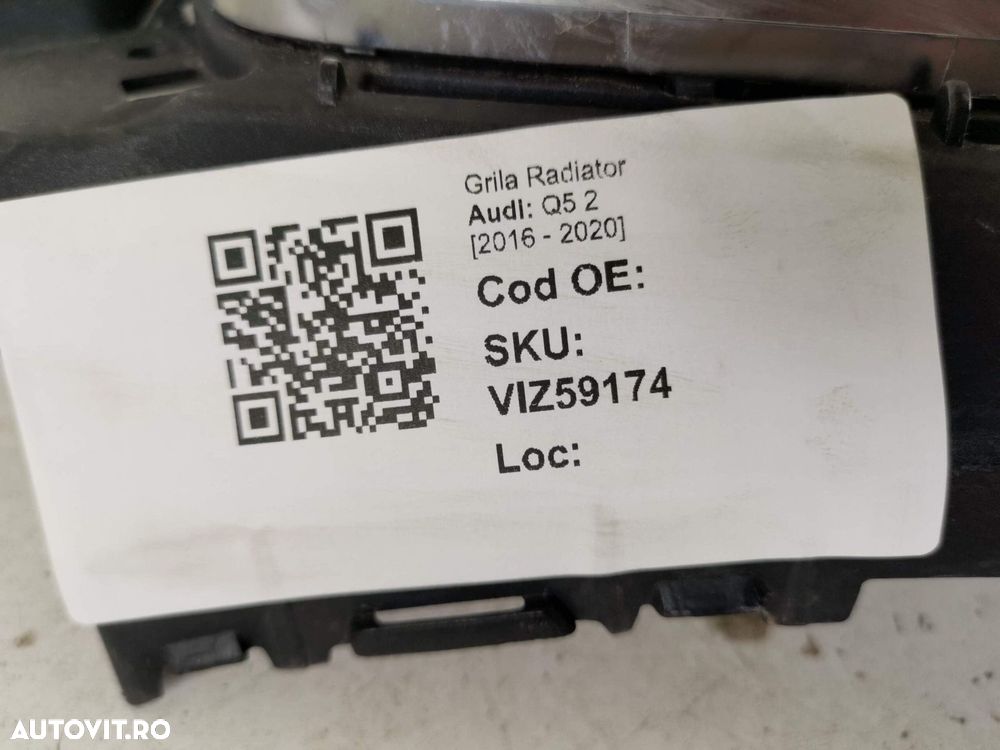 Grila Radiator
Audi: Q5 2
[2016 - 2020]
Cod OE:
SKU:
VIZ59174
Loc:
AUTOVIT.RO